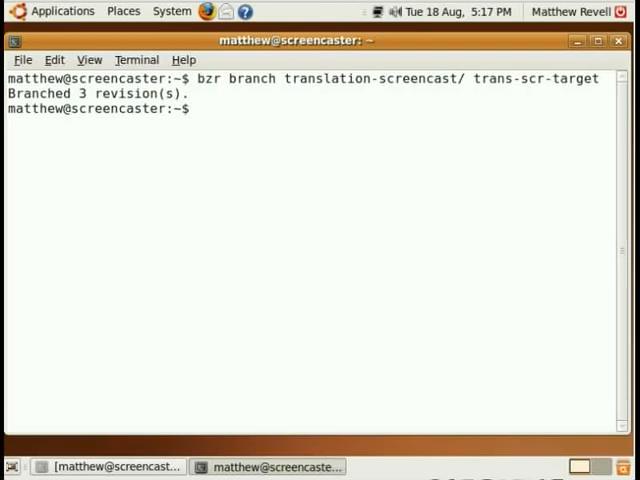 Applications Places System Tue 18 Aug, 5:17 PM Matthew Revell
matthew@screencaster: ~
File Edit View Terminal Help
matthew@screencaster:~$ bzr branch translation-screencast/ trans-scr-target
Branched 3 revision(s).
matthew@screencaster:~$
[matthew@screencast... matthew@screencaste...